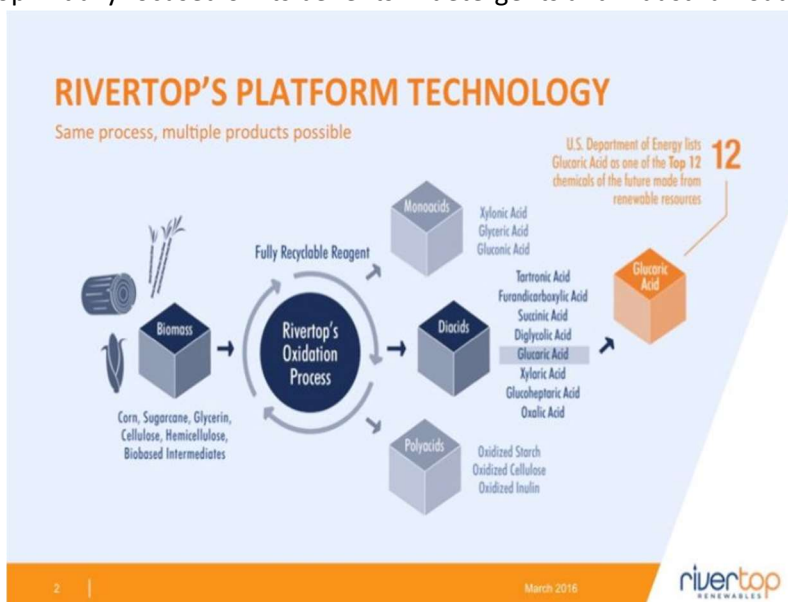 RIVERTOP'S PLATFORM TECHNOLOGY
Same process, multiple products possible
U.S. Department of Energy lists
Glucaric Acid as one of the Top 12
chemicals of the future made from
renewable resources
12
Monoacids
Xylonic Acid
Glyceric Acid
Gluconic Acid
Fully Recyclable Reagent
Glucaric
Acid
Biomass
Rivertop's
Oxidation
Process
Diacids
Tartronic Acid
Furandicarboxylic Acid
Succinic Acid
Diglycolic Acid
Glucaric Acid
Xylaric Acid
Glucoheptaric Acid
Oxalic Acid
Corn, Sugarcane, Glycerin,
Cellulose, Hemicellulose,
Biobased Intermediates
Polyacids
Oxidized Starch
Oxidized Cellulose
Oxidized Inulin
2
March 2016
rivertop
RENEWABLES